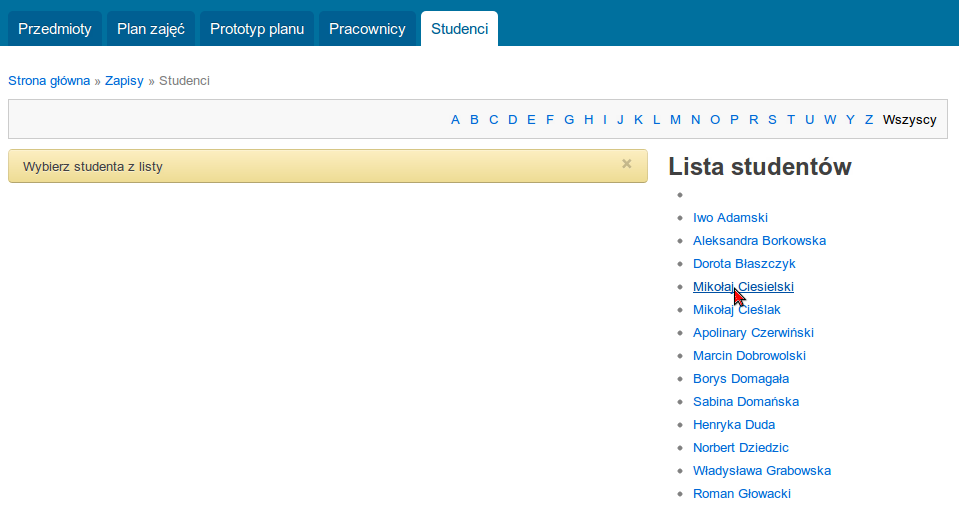 Przedmioty Plan zajęć Prototyp planu Pracownicy Studenci
Strona główna » Zapisy » Studenci
A B C D E F G H I J K L M N O P R S T U W Y Z Wszyscy
Wybierz studenta z listy ×
Lista studentów
Iwo Adamski
Aleksandra Borkowska
Dorota Błaszczyk
Mikołaj Ciesielski
Mikołaj Cieślak
Apolinary Czerwiński
Marcin Dobrowolski
Borys Domagała
Sabina Domańska
Henryka Duda
Norbert Dziedzic
Władysława Grabowska
Roman Głowacki